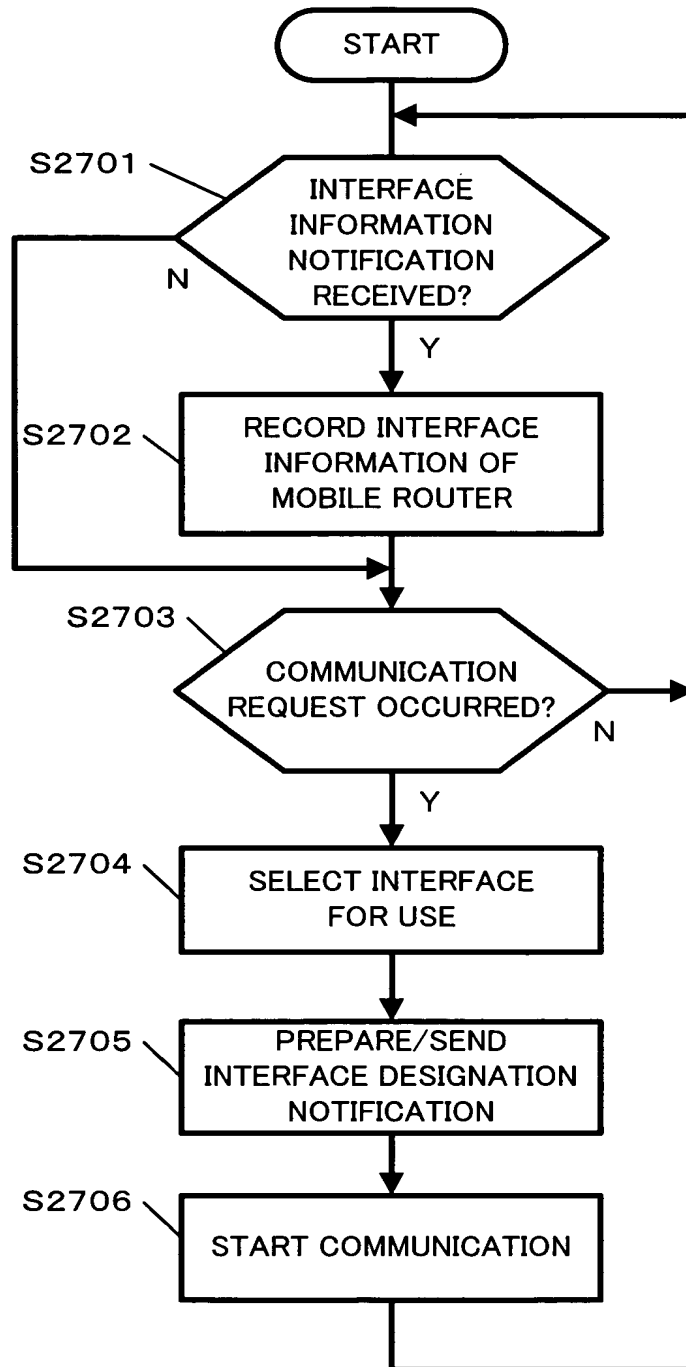 START
S2701
INTERFACE
INFORMATION
NOTIFICATION
RECEIVED?
N
Y
S2702
RECORD INTERFACE
INFORMATION OF
MOBILE ROUTER
S2703
COMMUNICATION
REQUEST OCCURRED?
N
Y
S2704
SELECT INTERFACE
FOR USE
S2705
PREPARE/SEND
INTERFACE DESIGNATION
NOTIFICATION
S2706
START COMMUNICATION